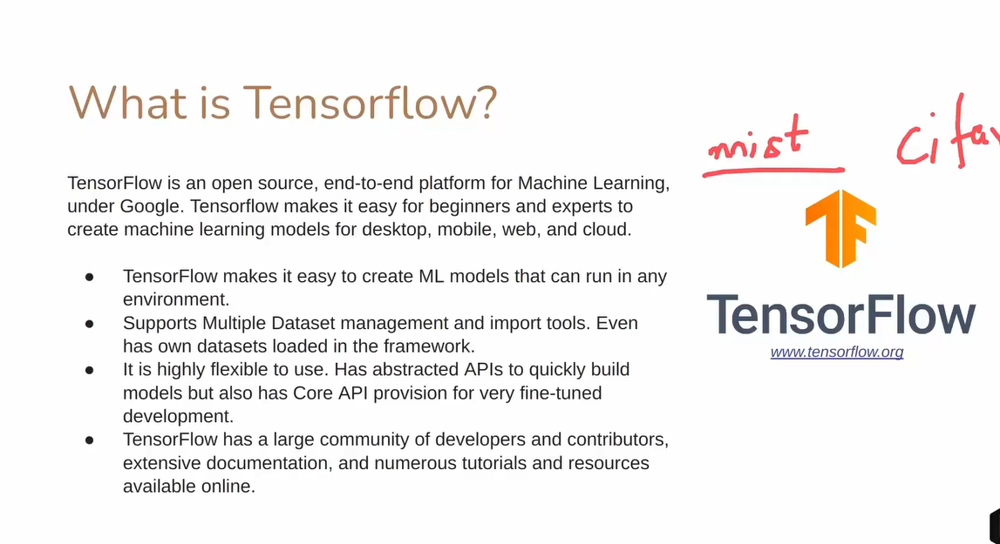 What is Tensorflow?
mist
TensorFlow is an open source, end-to-end platform for Machine Learning,
under Google. Tensorflow makes it easy for beginners and experts to
create machine learning models for desktop, mobile, web, and cloud.
● TensorFlow makes it easy to create ML models that can run in any
environment.
● Supports Multiple Dataset management and import tools. Even
has own datasets loaded in the framework.
● It is highly flexible to use. Has abstracted APIs to quickly build
models but also has Core API provision for very fine-tuned
development.
● TensorFlow has a large community of developers and contributors,
extensive documentation, and numerous tutorials and resources
available online.
TF
TensorFlow
www.tensorflow.org